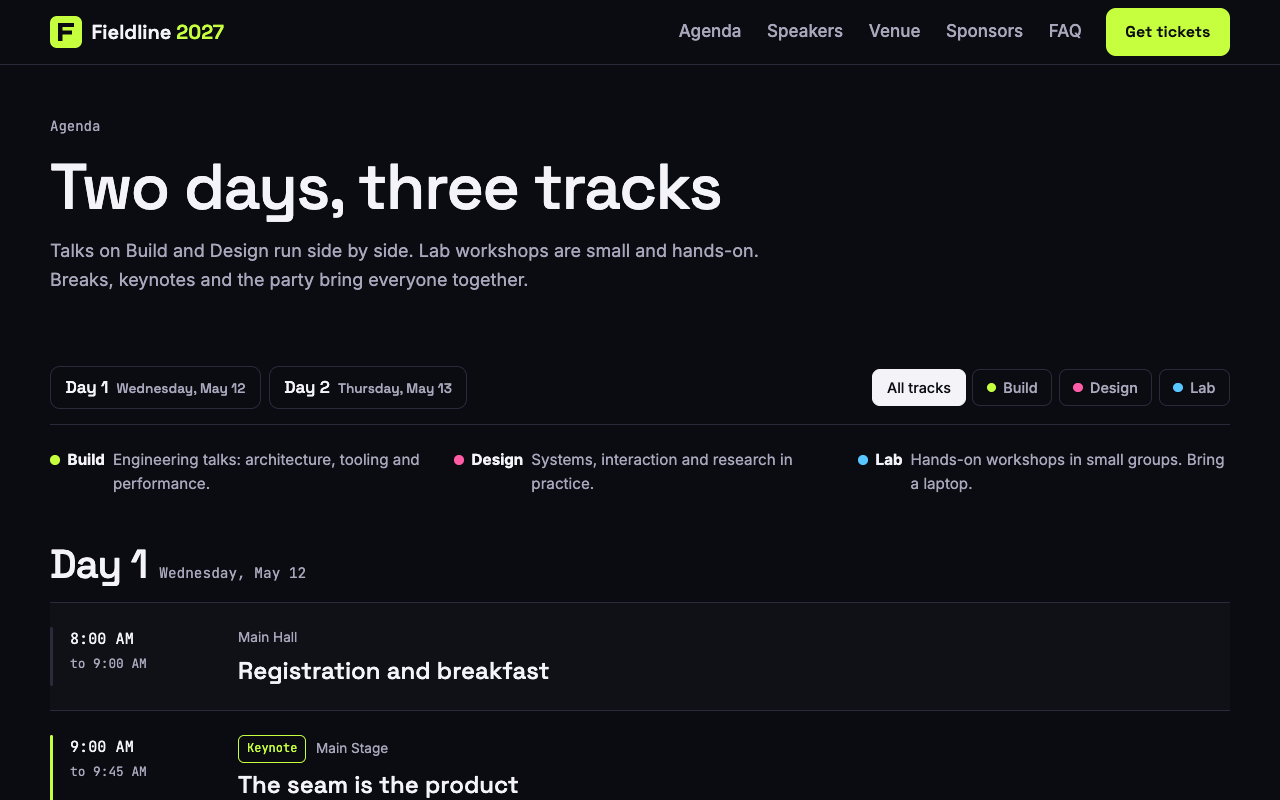 F Fieldline 2027
Agenda Speakers Venue Sponsors FAQ Get tickets
Agenda
Two days, three tracks
Talks on Build and Design run side by side. Lab workshops are small and hands-on.
Breaks, keynotes and the party bring everyone together.
Day 1 Wednesday, May 12 Day 2 Thursday, May 13
All tracks Build Design Lab
Build Engineering talks: architecture, tooling and
performance.
Design Systems, interaction and research in
practice.
Lab Hands-on workshops in small groups. Bring
a laptop.
Day 1 Wednesday, May 12
8:00 AM
to 9:00 AM
Main Hall
Registration and breakfast
9:00 AM
to 9:45 AM
Keynote Main Stage
The seam is the product